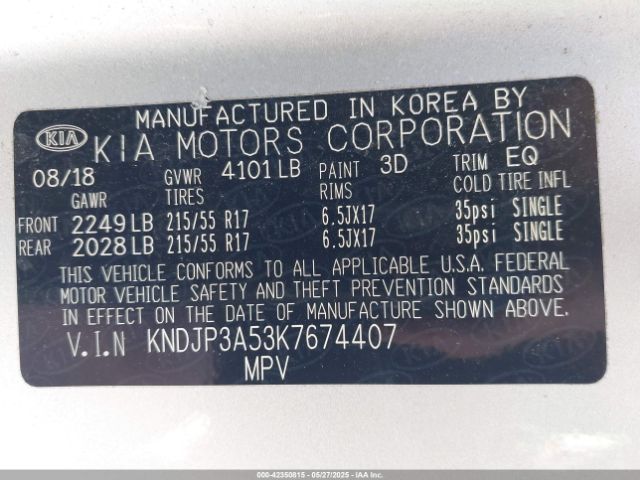 MANUFACTURED IN KOREA BY
KIA KIA MOTORS CORPORATION
08/18 GVWR 4101 LB PAINT 3D TRIM EQ
GAWR TIRES RIMS COLD TIRE INFL
FRONT 2249 LB 215/55 R17 6.5JX17 35psi SINGLE
REAR 2028 LB 215/55 R17 6.5JX17 35psi SINGLE
THIS VEHICLE CONFORMS TO ALL APPLICABLE U.S.A. FEDERAL
MOTOR VEHICLE SAFETY AND THEFT PREVENTION STANDARDS
IN EFFECT ON THE DATE OF MANUFACTURE SHOWN ABOVE.
V.I.N KNDJP3A53K7674407
MPV
000-42350815 - 05/27/2025 - IAAI.COM